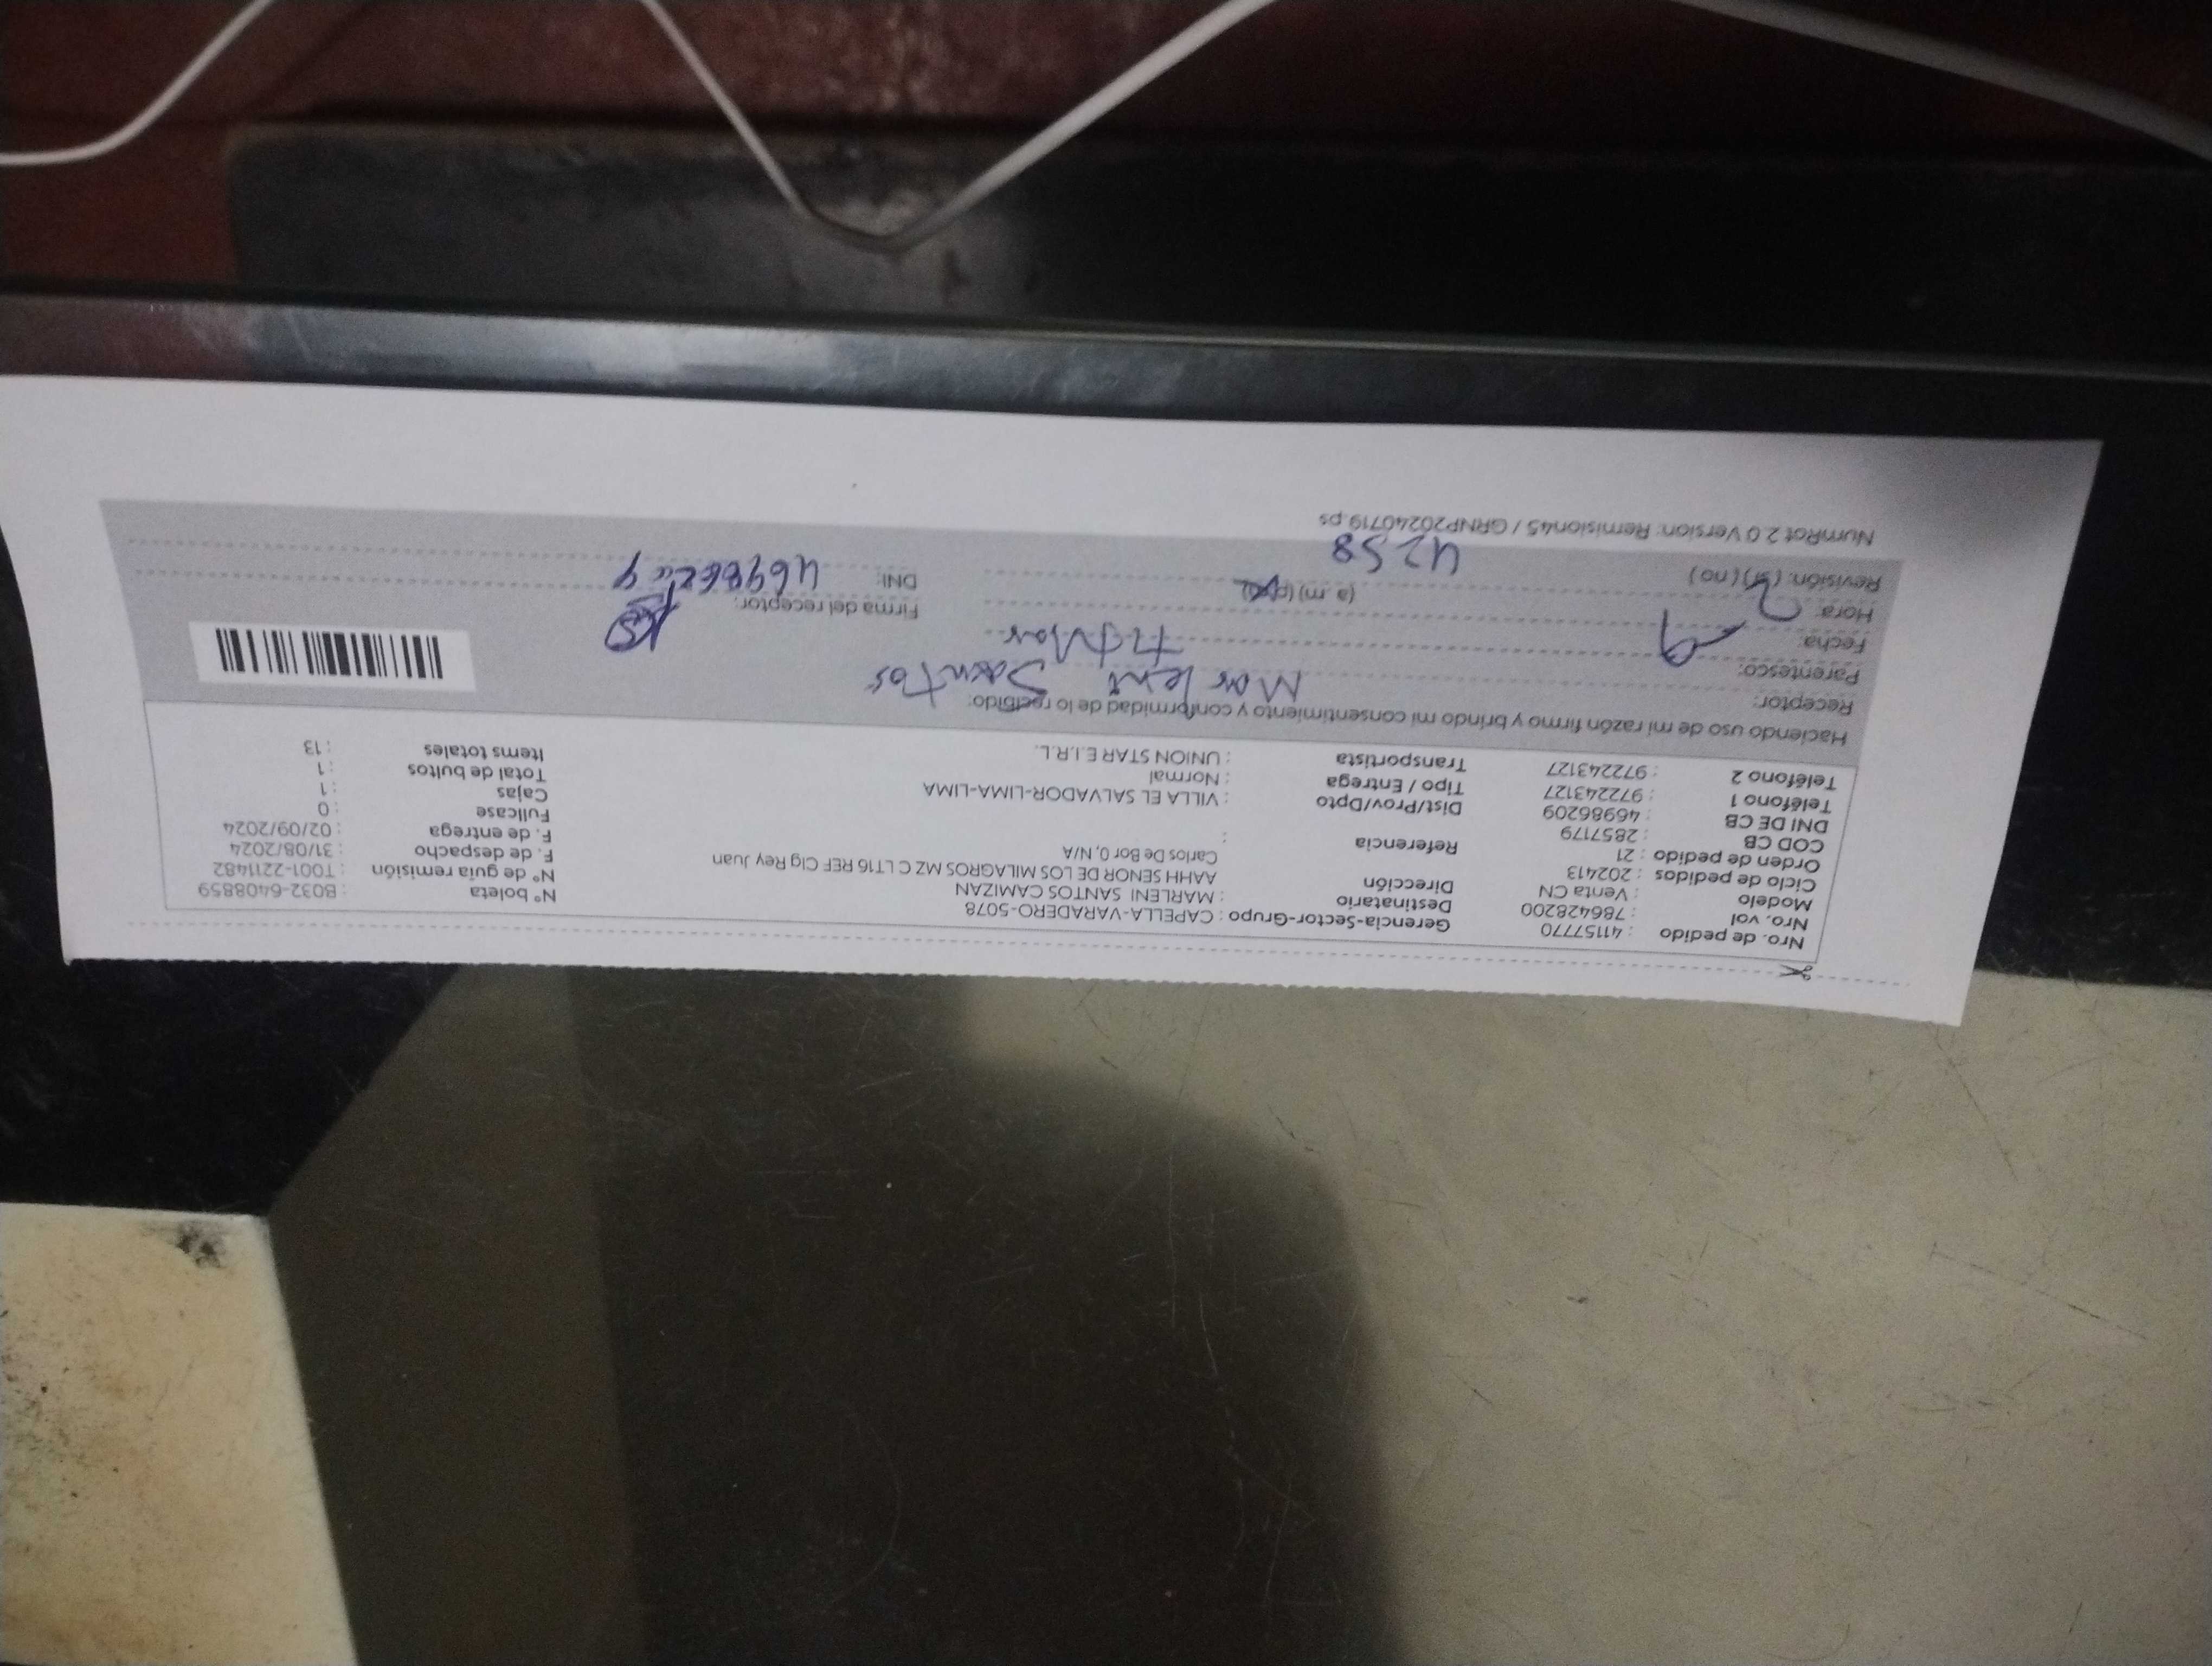 Nro. de pedido : 41157770
Nro. vol : 786428200
Modelo : Venta CN
Ciclo de pedidos : 202413
Orden de pedido : 21
COD CB : 2857179
DNI DE CB : 46986209
Teléfono 1 : 972243127
Teléfono 2 : 972243127
Gerencia-Sector-Grupo : CAPELLA-VARADERO-5078
Destinatario : MARLENI SANTOS CAMIZAN
Dirección AAHH SENOR DE LOS MILAGROS MZ C L T16 REF Clg Rey Juan
Carlos De Bor 0, N/A
Referencia :
Dist/Prov/Dpto : VILLA EL SALVADOR-LIMA-LIMA
Tipo / Entrega : Normal
Transportista : UNION STAR E.I.R.L.
N° boleta : B032-6408859
N° de guía remisión : T001-2211482
F. de despacho : 31/08/2024
F. de entrega : 02/09/2024
Fullcase : 0
Cajas : 1
Total de bultos : 1
Items totales : 13
Haciendo uso de mi razón firmo y brindo mi consentimiento y conformidad de lo recibido:
Receptor: Marleni Santos
Parentesco:
Fecha:
Hora: (a.m)
Revisión: (si) (no) 4258
Firma del receptor:
DNI:
NumRot 2.0 Version: Remision45 / GRNP20240719.ps